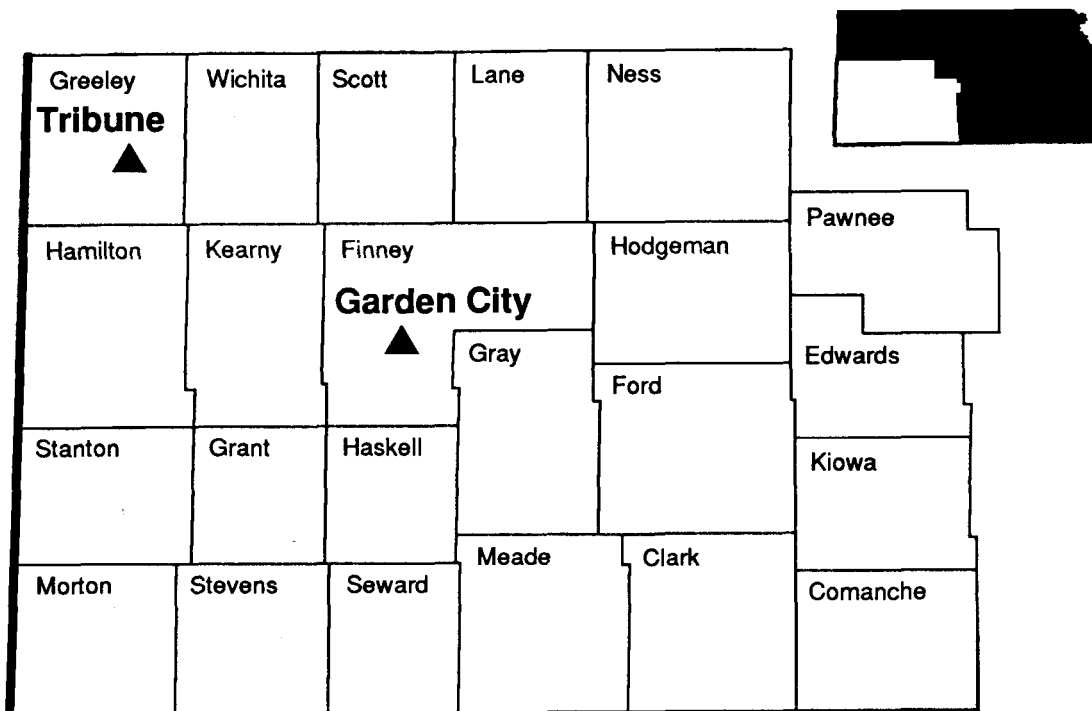 Greeley
Wichita
Scott
Lane
Ness
Tribune
Pawnee
Hamilton
Kearny
Finney
Hodgeman
Garden City
Gray
Edwards
Ford
Stanton
Grant
Haskell
Kiowa
Meade
Clark
Morton
Stevens
Seward
Comanche